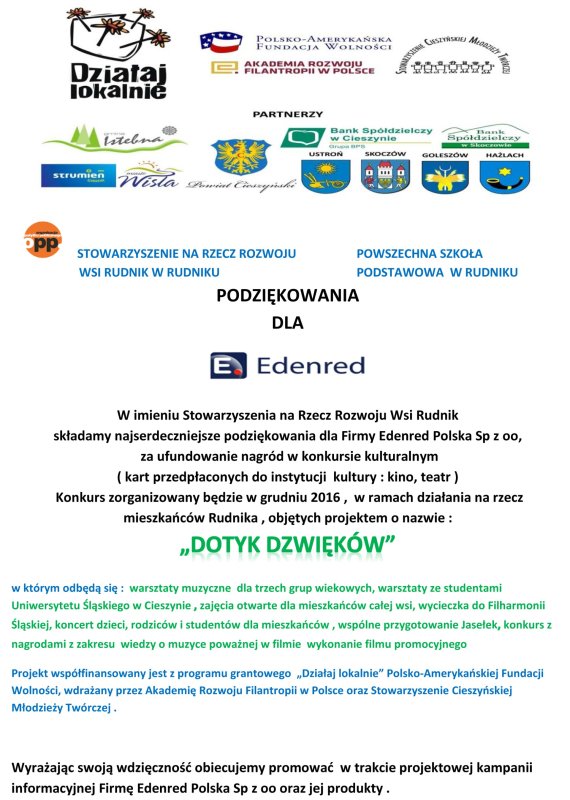 Działaj
lokalnie
POLSKO-AMERYKAŃSKA
FUNDACJA WOLNOŚCI
AKADEMIA ROZWOJU
FILANTROPII W POLSCE
STOWARZYSZENIE CIESZYŃSKIEJ MŁODZIEŻY TWÓRCZEJ
PARTNERZY
Istebna
Bank Spółdzielczy
w Cieszynie
Grupa BPS
Bank
Spółdzielczy
w Skoczowie
strumień
Wisła
Powiat Cieszyński
USTROŃ
SKOCZÓW
GOLESZÓW
HAŻLACH
opp
STOWARZYSZENIE NA RZECZ ROZWOJU
WSI RUDNIK W RUDNIKU
POWSZECHNA SZKOŁA
PODSTAWOWA W RUDNIKU
PODZIĘKOWANIA
DLA
Edenred
W imieniu Stowarzyszenia na Rzecz Rozwoju Wsi Rudnik
składamy najserdeczniejsze podziękowania dla Firmy Edenred Polska Sp z oo,
za ufundowanie nagród w konkursie kulturalnym
( kart przedpłaconych do instytucji kultury : kino, teatr )
Konkurs zorganizowany będzie w grudniu 2016 , w ramach działania na rzecz
mieszkańców Rudnika , objętych projektem o nazwie :
„DOTYK DZWIĘKÓW”
w którym odbędą się : warsztaty muzyczne dla trzech grup wiekowych, warsztaty ze studentami
Uniwersytetu Śląskiego w Cieszynie , zajęcia otwarte dla mieszkańców całej wsi, wycieczka do Filharmonii
Śląskiej, koncert dzieci, rodziców i studentów dla mieszkańców , wspólne przygotowanie Jasełek, konkurs z
nagrodami z zakresu wiedzy o muzyce poważnej w filmie wykonanie filmu promocyjnego
Projekt współfinansowany jest z programu grantowego „Działaj lokalnie” Polsko-Amerykańskiej Fundacji
Wolności, wdrażany przez Akademię Rozwoju Filantropii w Polsce oraz Stowarzyszenie Cieszyńskiej
Młodzieży Twórczej .
Wyrażając swoją wdzięczność obiecujemy promować w trakcie projektowej kampanii
informacyjnej Firmę Edenred Polska Sp z oo oraz jej produkty .